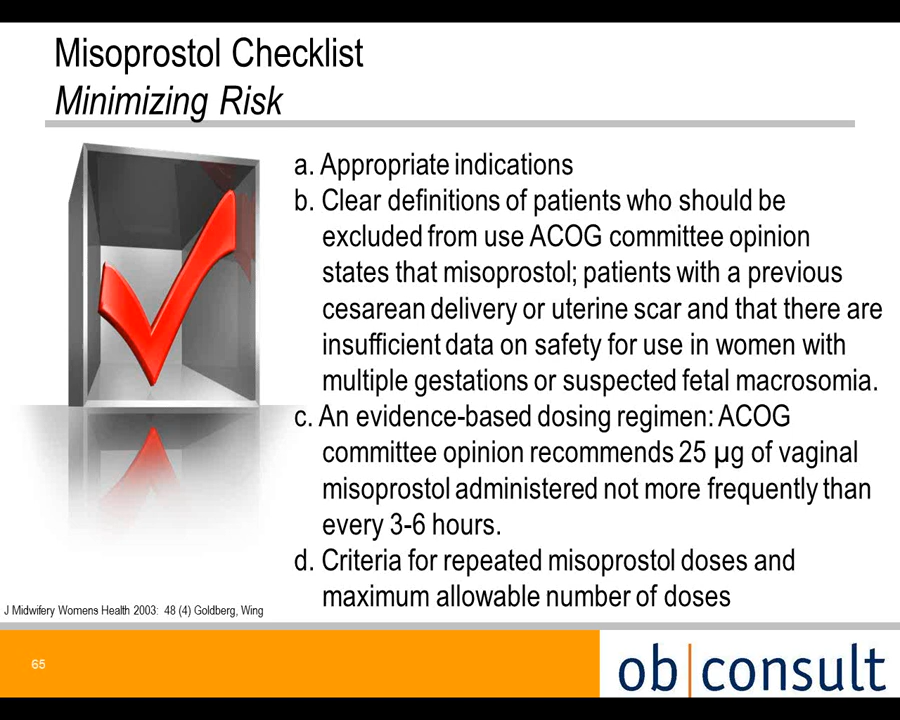 Misoprostol Checklist
Minimizing Risk
a. Appropriate indications
b. Clear definitions of patients who should be
excluded from use ACOG committee opinion
states that misoprostol; patients with a previous
cesarean delivery or uterine scar and that there are
insufficient data on safety for use in women with
multiple gestations or suspected fetal macrosomia.
c. An evidence-based dosing regimen: ACOG
committee opinion recommends 25 µg of vaginal
misoprostol administered not more frequently than
every 3-6 hours.
d. Criteria for repeated misoprostol doses and
maximum allowable number of doses
J Midwifery Womens Health 2003: 48 (4) Goldberg, Wing
65
ob|consult